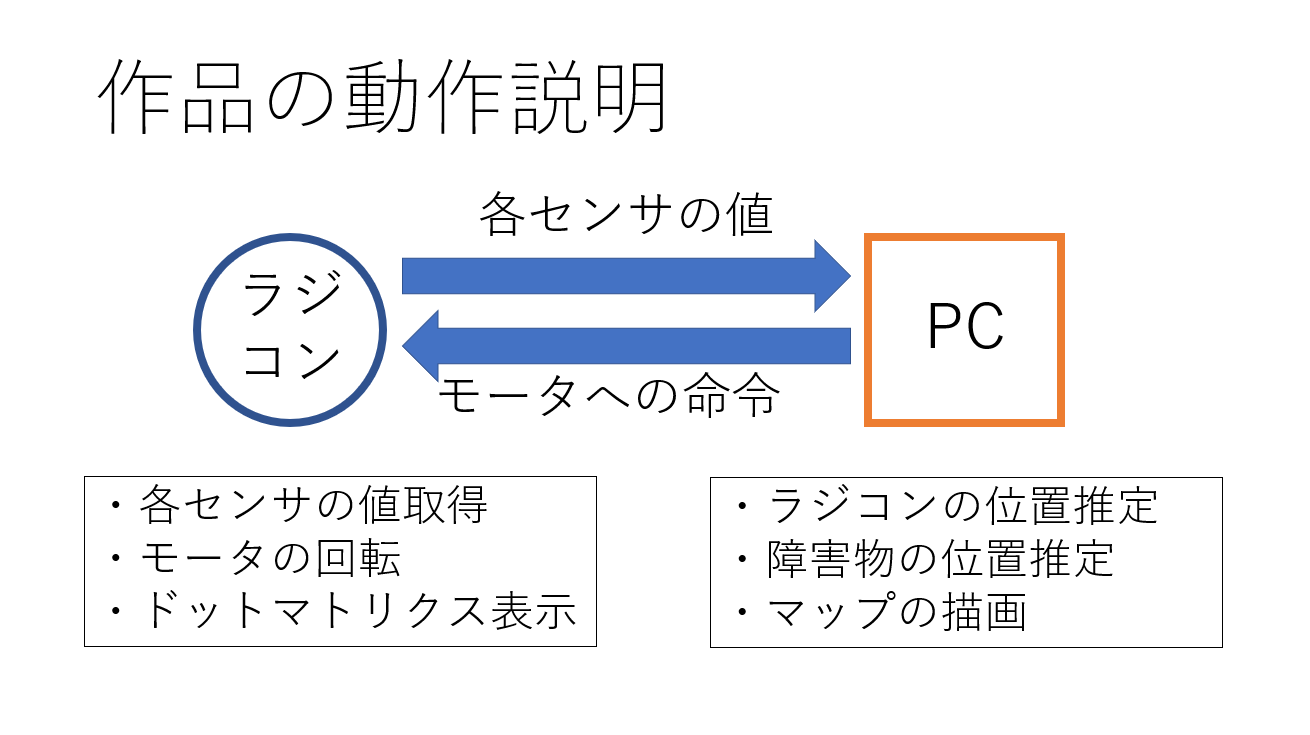 作品の動作説明
各センサの値
ラジ
コン
PC
モータへの命令
・各センサの値取得
・モータの回転
・ドットマトリクス表示
・ラジコンの位置推定
・障害物の位置推定
・マップの描画